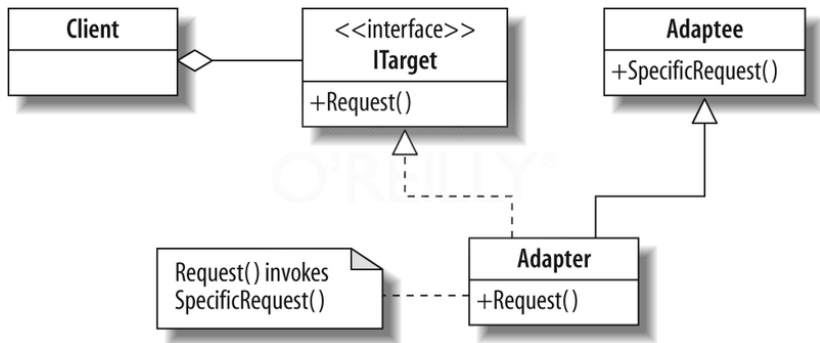 Client
<<interface>>
ITarget
+Request()
Adaptee
+SpecificRequest()
O'REILLY®
Adapter
+Request()
Request() invokes
SpecificRequest()